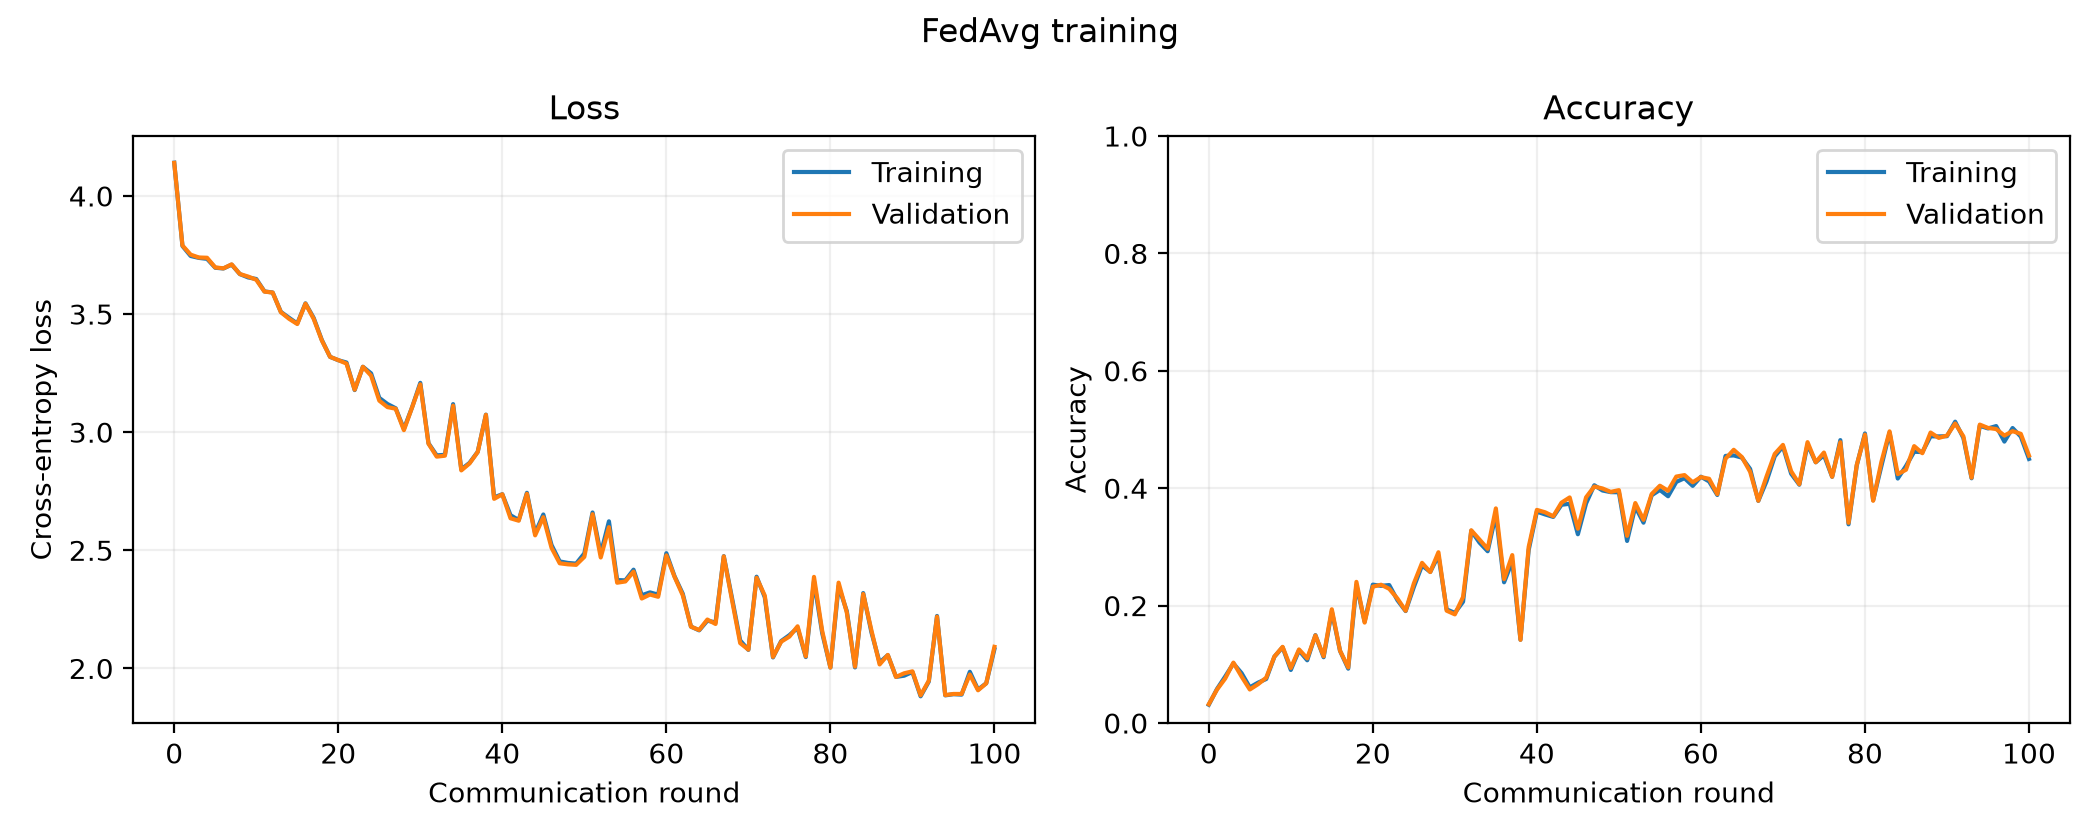 FedAvg training
Loss
Cross-entropy loss
4.0
3.5
3.0
2.5
2.0
0 20 40 60 80 100
Communication round
Training
Validation
Accuracy
Accuracy
1.0
0.8
0.6
0.4
0.2
0.0
0 20 40 60 80 100
Communication round
Training
Validation